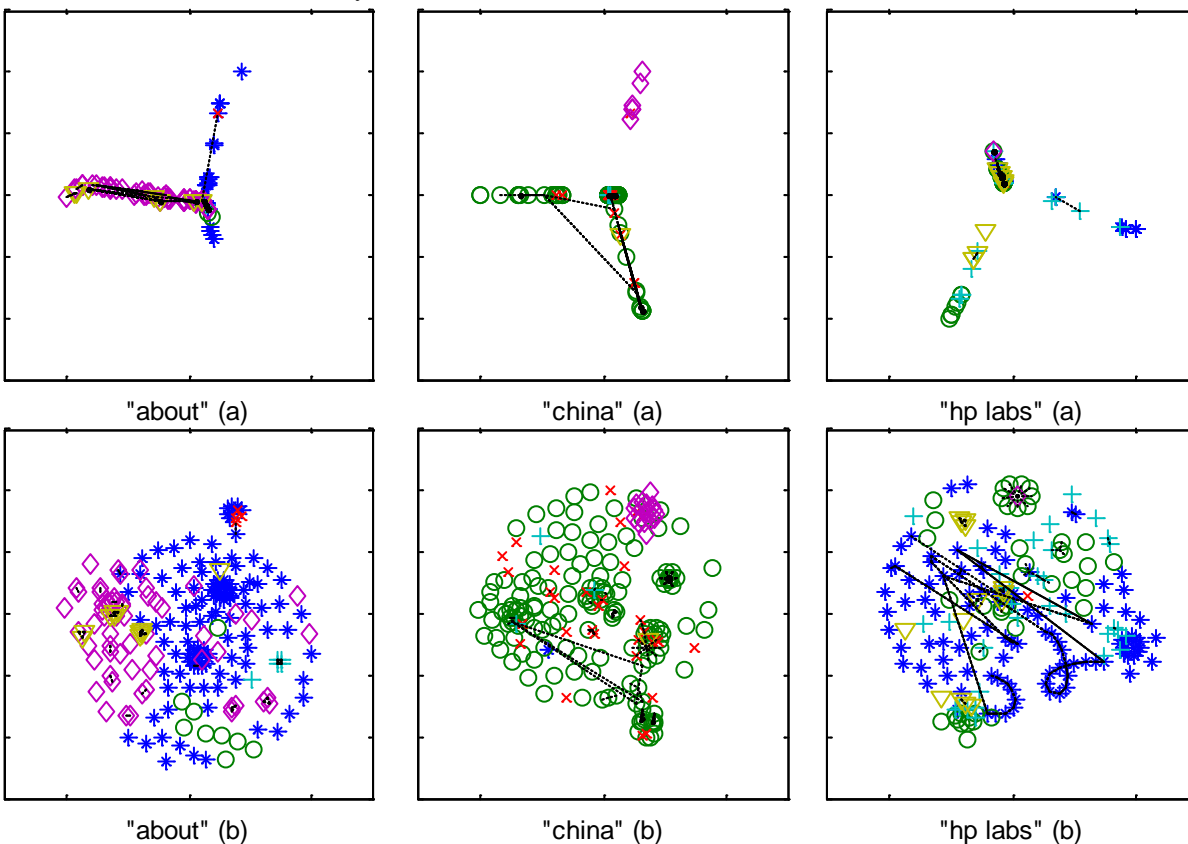 "about" (a)
"china" (a)
"hp labs" (a)
"about" (b)
"china" (b)
"hp labs" (b)